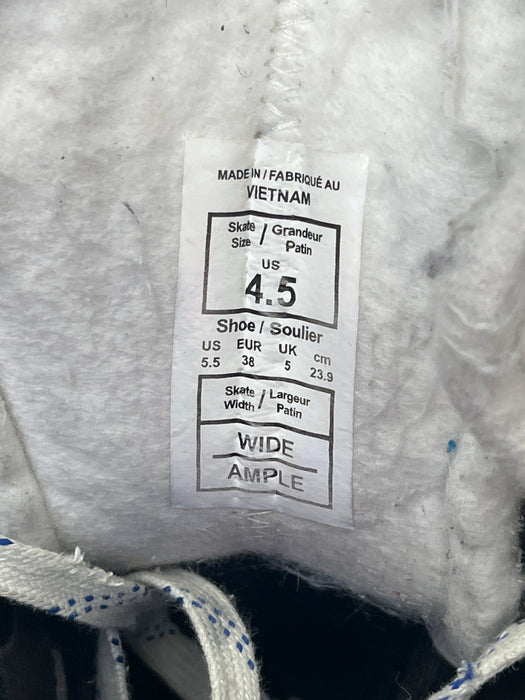 MADE IN / FABRIQUÉ AU
VIETNAM
Skate Size / Grandeur Patin
US
4.5
Shoe / Soulier
US EUR UK cm
5.5 38 5 23.9
Skate Width / Largeur Patin
WIDE
AMPLE